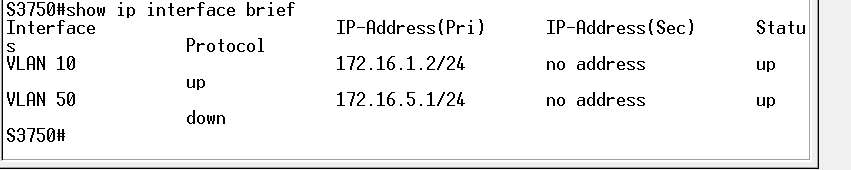 S3750#show ip interface brief
Interface IP-Address(Pri) IP-Address(Sec) Statu
s Protocol
VLAN 10 172.16.1.2/24 no address up
up
VLAN 50 172.16.5.1/24 no address up
down
S3750#